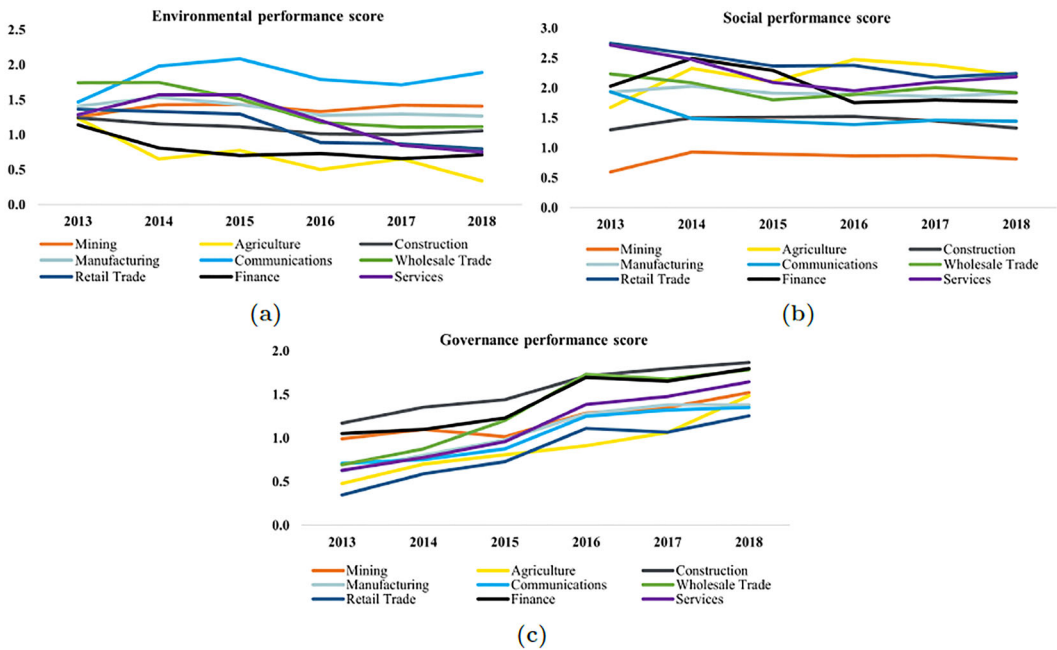 Environmental performance score
2.5
2.0
1.5
1.0
0.5
0.0
2013 2014 2015 2016 2017 2018
Mining Agriculture Construction
Manufacturing Communications Wholesale Trade
Retail Trade Finance Services
(a)
Social performance score
3.0
2.5
2.0
1.5
1.0
0.5
0.0
2013 2014 2015 2016 2017 2018
Mining Agriculture Construction
Manufacturing Communications Wholesale Trade
Retail Trade Finance Services
(b)
Governance performance score
2.0
1.5
1.0
0.5
0.0
2013 2014 2015 2016 2017 2018
Mining Agriculture Construction
Manufacturing Communications Wholesale Trade
Retail Trade Finance Services
(c)